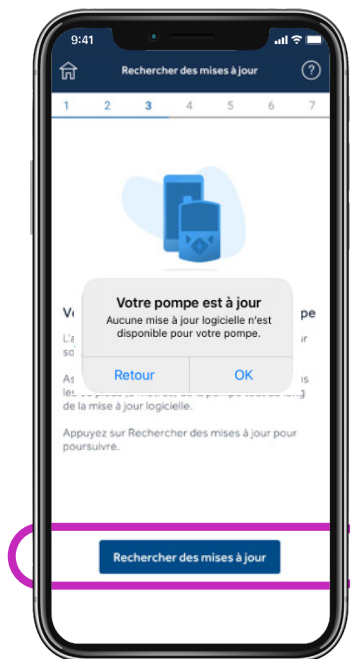 9:41
Rechercher des mises à jour
?
1 2 3 4 5 6 7
Votre pompe est à jour
Aucune mise à jour logicielle n'est
disponible pour votre pompe.
Retour OK
de la mise à jour logicielle.
Appuyez sur Rechercher des mises à jour pour
poursuivre.
Rechercher des mises à jour